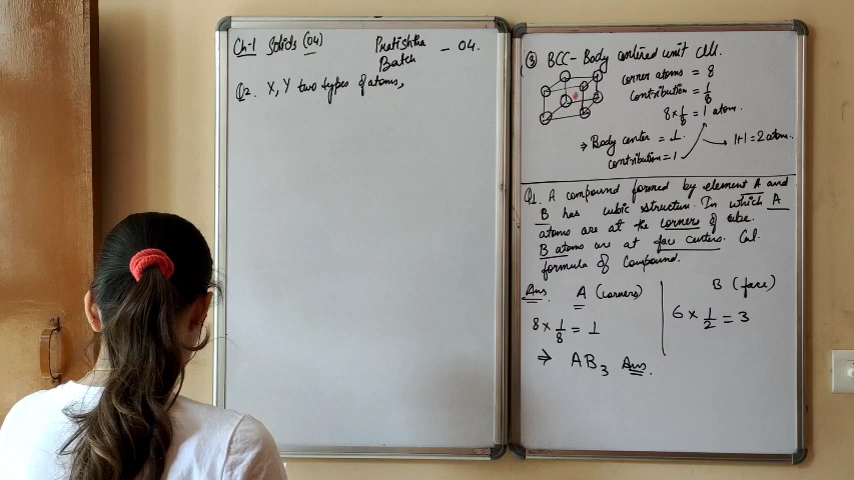 Ch-1 Solids (04)
Pratishta Batch - 04.
Q2. X, Y two types of atoms,
(3) BCC - Body centired unit cell.
corner atoms = 8
contribution = 1/8
8 × 1/8 = 1 atom.
⇒ Body center = 1.
1+1 = 2 atom.
contribution = 1
Q1. A compound formed by element A and
B has cubic structure. In which A
atoms are at the corners of cube.
B atoms are at face centers. Cal.
formula of compound.
Ans. A (corners)
B (face)
8 × 1/8 = 1
6 × 1/2 = 3
⇒ AB₃ Ans.